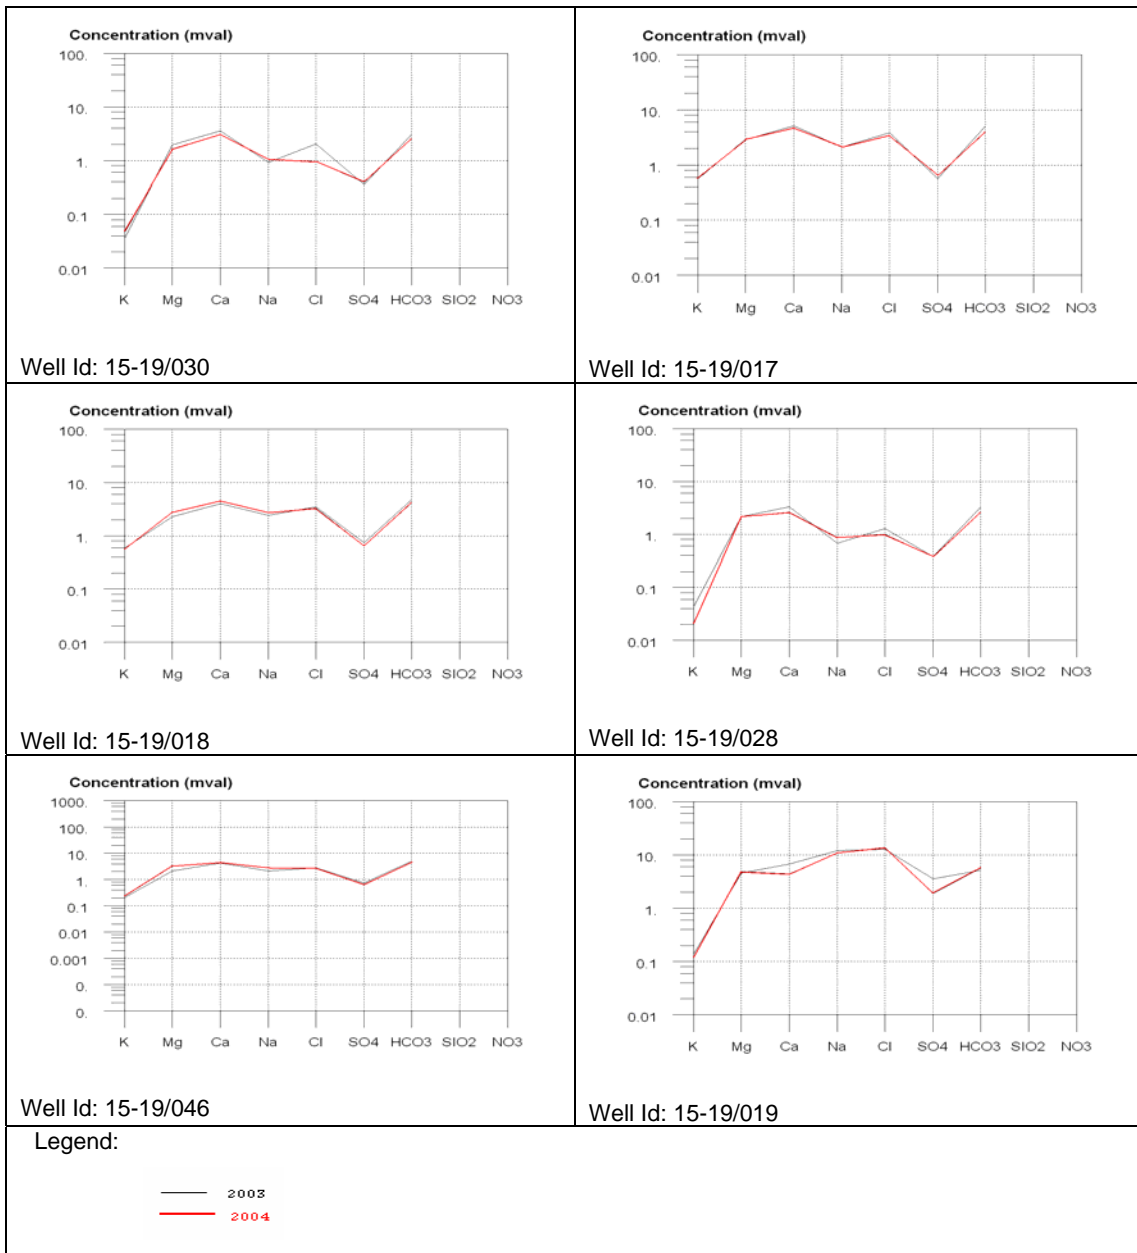 Concentration (mval)
100.
10.
1.
0.1
0.01
K Mg Ca Na Cl SO4 HCO3 SIO2 NO3
Well Id: 15-19/030
Concentration (mval)
100.
10.
1.
0.1
0.01
K Mg Ca Na Cl SO4 HCO3 SIO2 NO3
Well Id: 15-19/017
Concentration (mval)
100.
10.
1.
0.1
0.01
K Mg Ca Na Cl SO4 HCO3 SIO2 NO3
Well Id: 15-19/018
Concentration (mval)
100.
10.
1.
0.1
0.01
K Mg Ca Na Cl SO4 HCO3 SIO2 NO3
Well Id: 15-19/028
Concentration (mval)
1000.
100.
10.
1.
0.1
0.01
0.001
0.
0.
K Mg Ca Na Cl SO4 HCO3 SIO2 NO3
Well Id: 15-19/046
Concentration (mval)
100.
10.
1.
0.1
0.01
K Mg Ca Na Cl SO4 HCO3 SIO2 NO3
Well Id: 15-19/019
Legend:
2003
2004